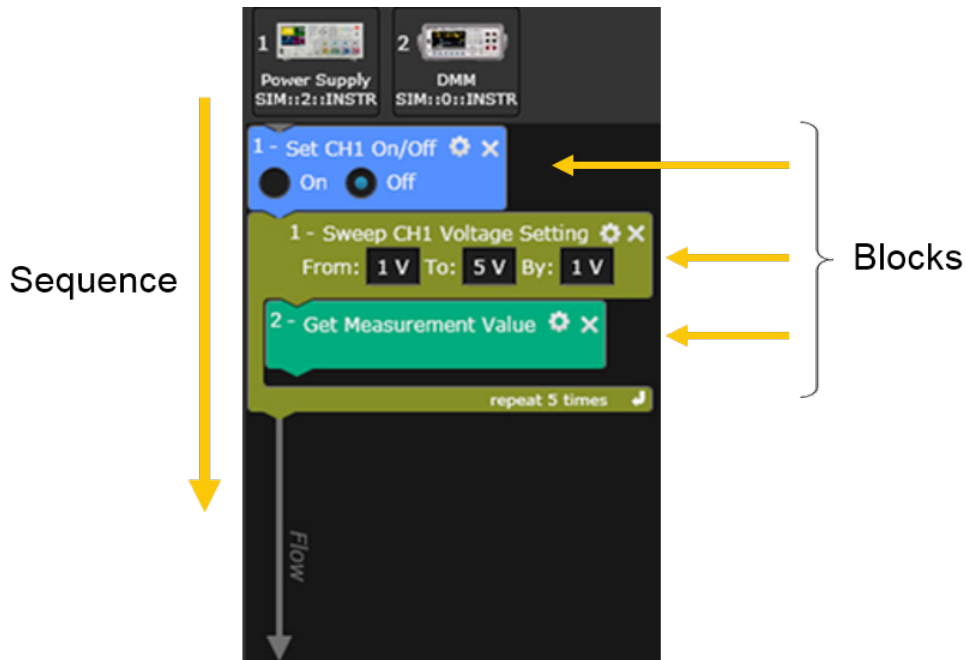 1
Power Supply
SIM::2::INSTR
2
DMM
SIM::0::INSTR
1 - Set CH1 On/Off
On Off
1 - Sweep CH1 Voltage Setting
From: 1 V To: 5 V By: 1 V
2 - Get Measurement Value
repeat 5 times
Flow
Sequence
Blocks